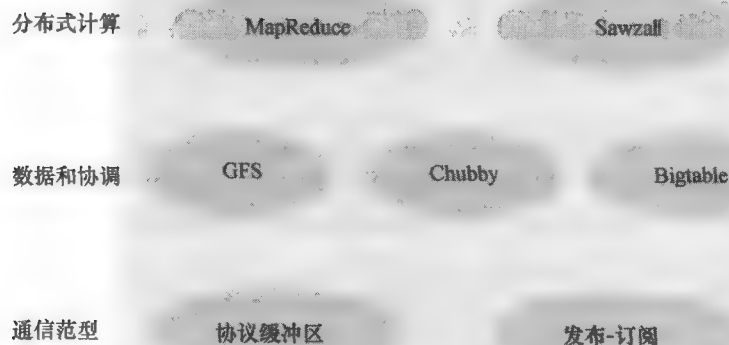 分布式计算 MapReduce Sawzall
数据和协调 GFS Chubby Bigtable
通信范型 协议缓冲区 发布-订阅